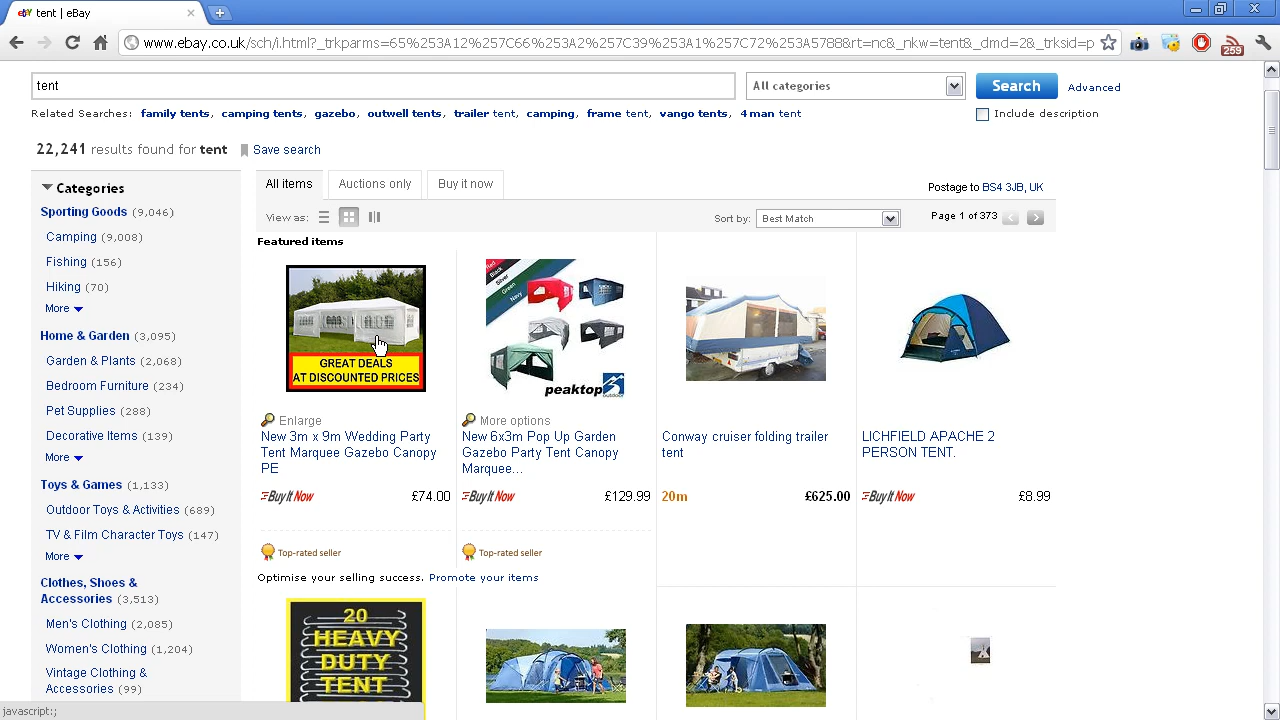 tent | eBay
www.ebay.co.uk/sch/i.html?_trkparms=65%253A12%257C66%253A2%257C39%253A1%257C72%253A5788&rt=nc&_nkw=tent&_dmd=2&_trksid=p
259
tent
All categories
Search
Advanced
Related Searches: family tents, camping tents, gazebo, outwell tents, trailer tent, camping, frame tent, vango tents, 4 man tent
Include description
22,241 results found for tent
Save search
Categories
Sporting Goods (9,046)
Camping (9,008)
Fishing (156)
Hiking (70)
More
Home & Garden (3,095)
Garden & Plants (2,068)
Bedroom Furniture (234)
Pet Supplies (288)
Decorative Items (139)
More
Toys & Games (1,133)
Outdoor Toys & Activities (689)
TV & Film Character Toys (147)
More
Clothes, Shoes &
Accessories (3,513)
Men's Clothing (2,085)
Women's Clothing (1,204)
Vintage Clothing &
All items
Auctions only
Buy it now
Postage to BS4 3JB, UK
View as:
Sort by: Best Match
Page 1 of 373
Featured items
GREAT DEALS
AT DISCOUNTED PRICES
Enlarge
New 3m x 9m Wedding Party
Tent Marquee Gazebo Canopy
PE
Buy It Now
£74.00
Top-rated seller
Black
Silver
Green
Navy
peaktop
outdoor
More options
New 6x3m Pop Up Garden
Gazebo Party Tent Canopy
Marquee...
Buy It Now
£129.99
Top-rated seller
Conway cruiser folding trailer
tent
20m
£625.00
LICHFIELD APACHE 2
PERSON TENT.
Buy It Now
£8.99
Optimise your selling success. Promote your items
20
HEAVY
DUTY
TENT
javascript:;